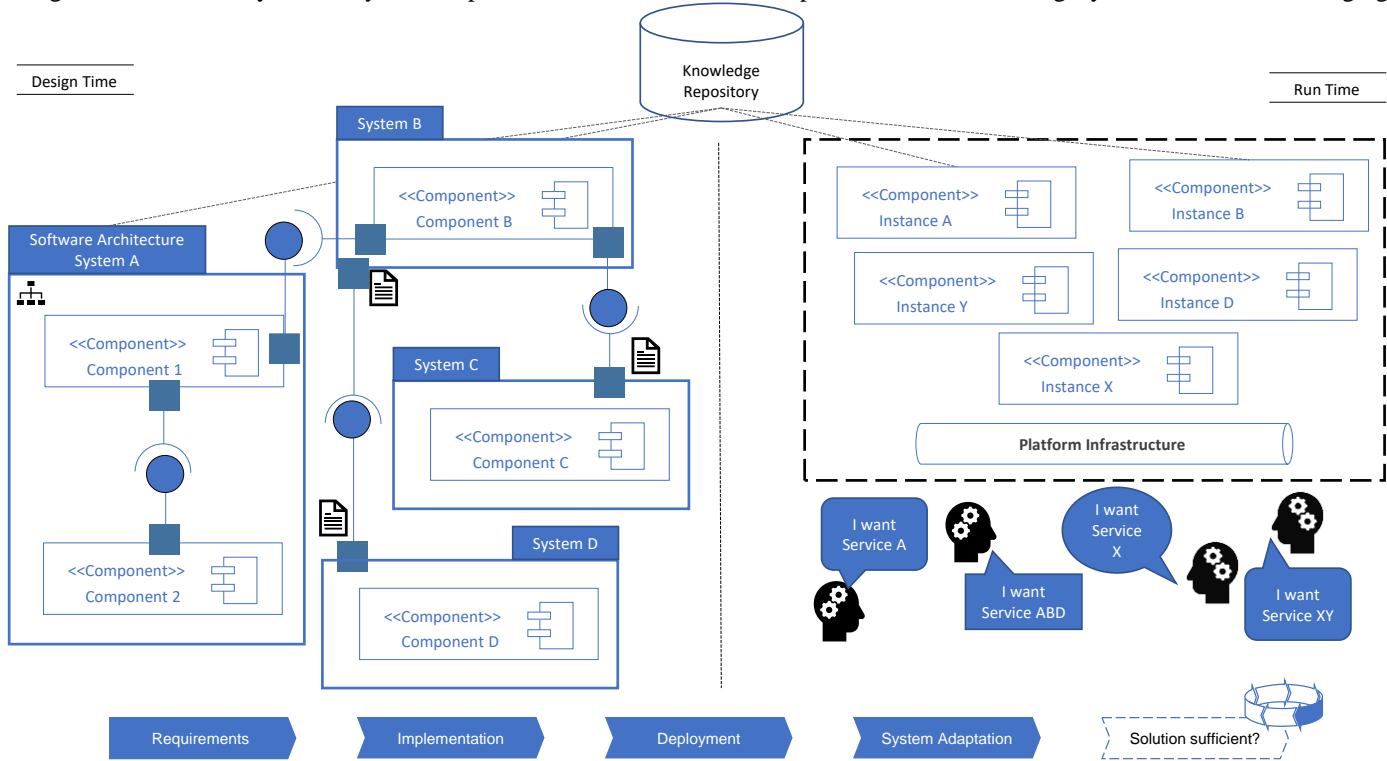 Knowledge
Repository
Design Time
Run Time
System B
<<Component>>
Component B
Software Architecture
System A
<<Component>>
Component 1
<<Component>>
Component 2
System C
<<Component>>
Component C
System D
<<Component>>
Component D
<<Component>>
Instance A
<<Component>>
Instance B
<<Component>>
Instance Y
<<Component>>
Instance D
<<Component>>
Instance X
Platform Infrastructure
I want
Service A
I want
Service ABD
I want
Service
X
I want
Service XY
Requirements
Implementation
Deployment
System Adaptation
Solution sufficient?